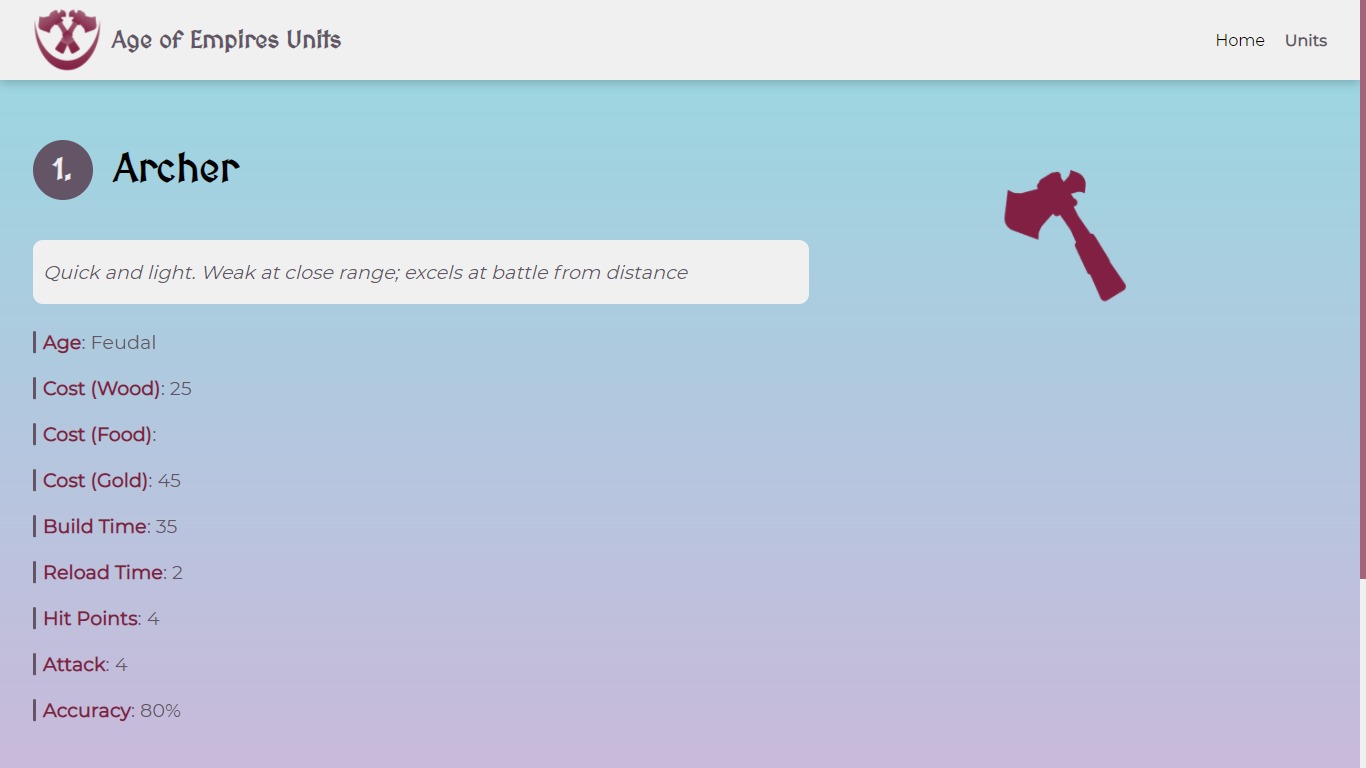 Age of Empires Units
Home
Units
1.
Archer
Quick and light. Weak at close range; excels at battle from distance
Age: Feudal
Cost (Wood): 25
Cost (Food):
Cost (Gold): 45
Build Time: 35
Reload Time: 2
Hit Points: 4
Attack: 4
Accuracy: 80%